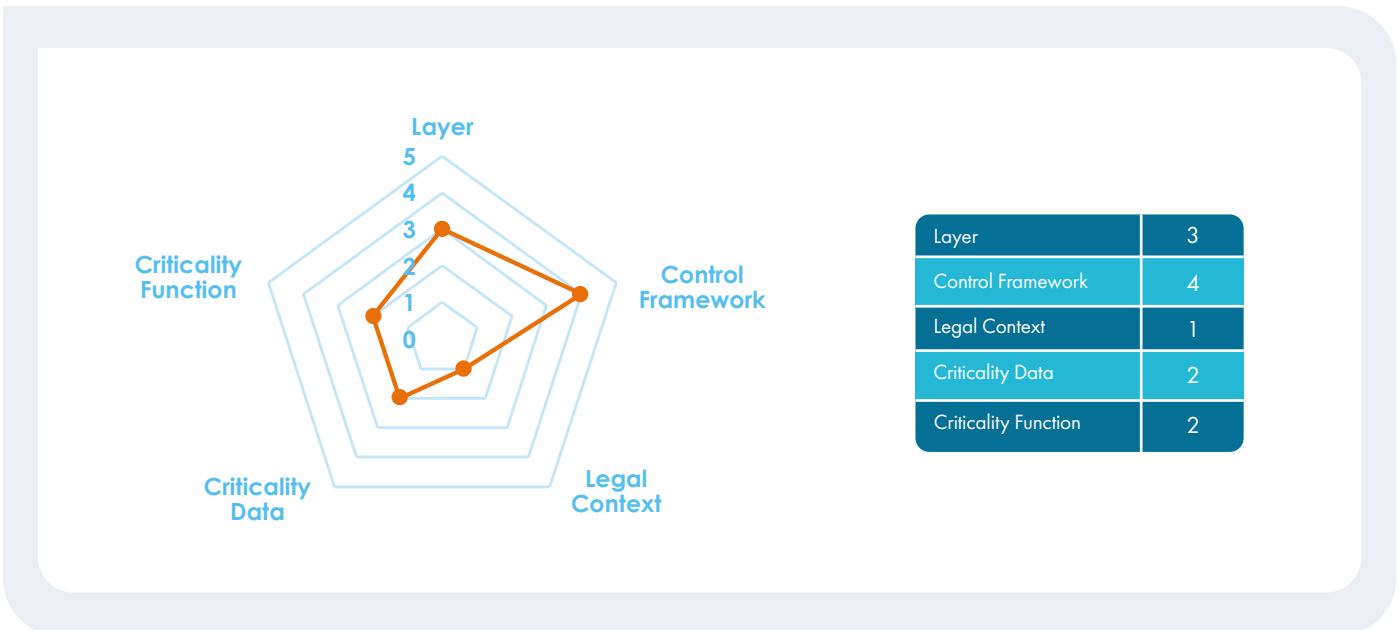 Layer
5
4
3
2
1
0
Criticality
Function
Control
Framework
Criticality
Data
Legal
Context
Layer 3
Control Framework 4
Legal Context 1
Criticality Data 2
Criticality Function 2